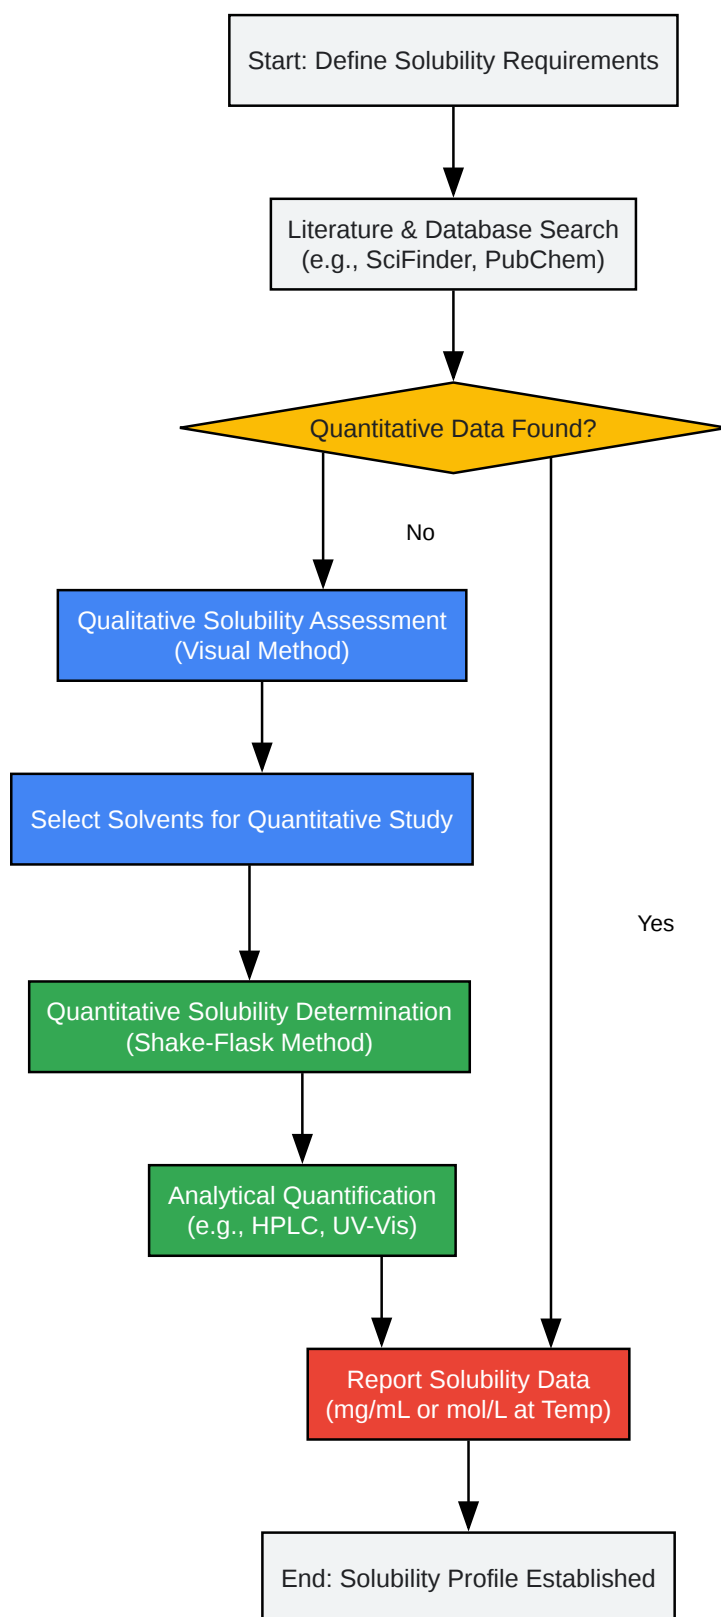 Start: Define Solubility Requirements
Literature & Database Search
(e.g., SciFinder, PubChem)
Quantitative Data Found?
No
Qualitative Solubility Assessment
(Visual Method)
Select Solvents for Quantitative Study
Yes
Quantitative Solubility Determination
(Shake-Flask Method)
Analytical Quantification
(e.g., HPLC, UV-Vis)
Report Solubility Data
(mg/mL or mol/L at Temp)
End: Solubility Profile Established